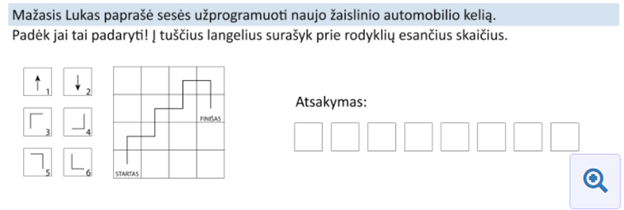 Mažasis Lukas paprašė sesės užprogramuoti naujo žaislinio automobilio kelią.
Padėk jai tai padaryti! Į tuščius langelius surašyk prie rodyklių esančius skaičius.
1 2
Atsakymas:
FINIŠAS
3 4
5 6
STARTAS